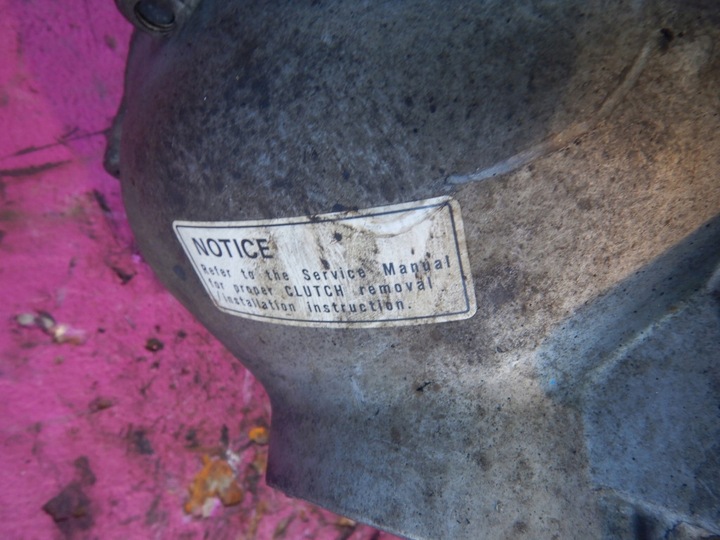 NOTICE
Refer to the Service Manual
for proper CLUTCH removal
/installation instruction.